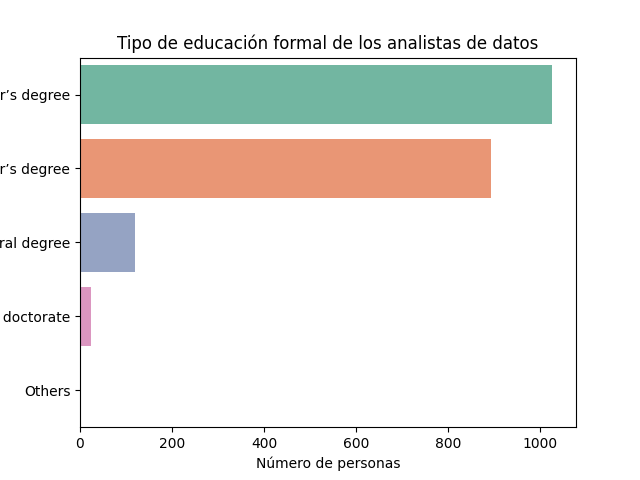 Tipo de educación formal de los analistas de datos
r’s degree
r’s degree
ral degree
doctorate
Others
0 200 400 600 800 1000
Número de personas